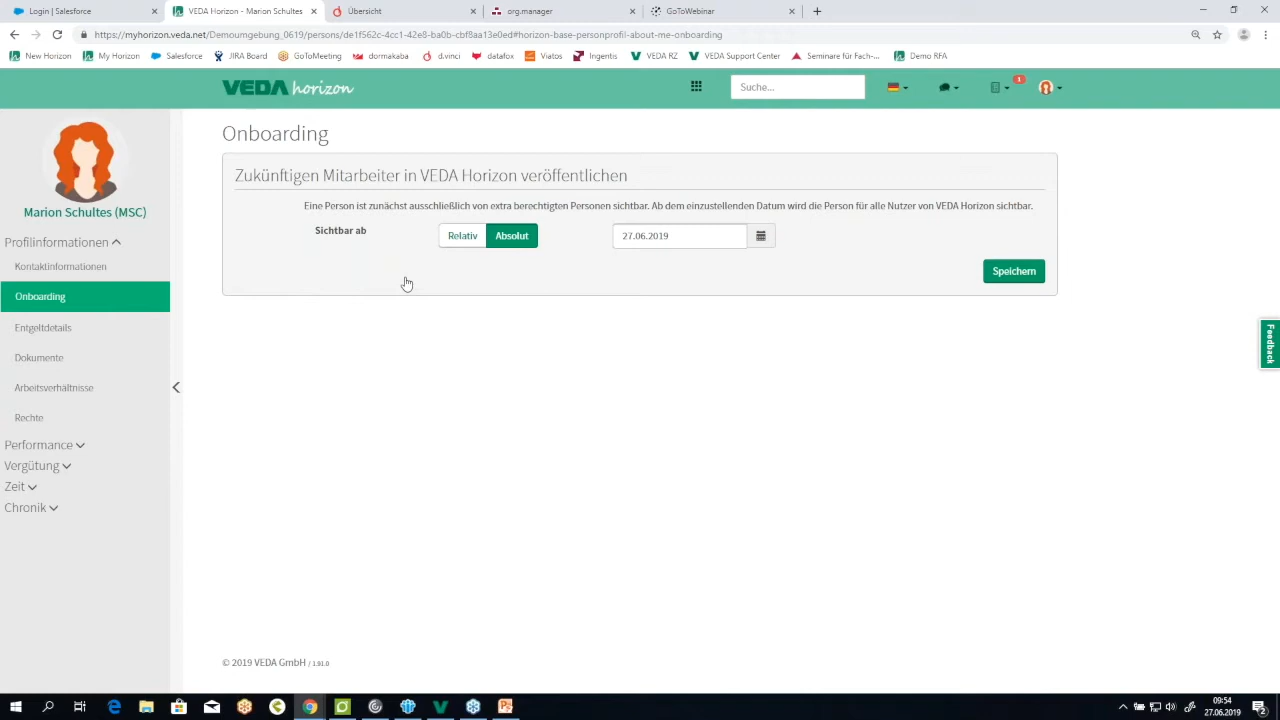 Login | Salesforce
VEDA Horizon - Marion Schultes
Übersicht
org.manager
GoToWebinar
https://myhorizon.veda.net/Demoumgebung_0619/persons/de1f562c-4cc1-42e8-ba0b-cbf8aa13e0ed#horizon-base-personprofil-about-me-onboarding
New Horizon
My Horizon
Salesforce
JIRA Board
GoToMeeting
dormakaba
d.vinci
datafox
Viatos
Ingentis
VEDA RZ
VEDA Support Center
Seminare für Fach-...
Demo RFA
VEDA horizon
Suche...
1
Marion Schultes (MSC)
Profilinformationen
Kontaktinformationen
Onboarding
Entgeltdetails
Dokumente
Arbeitsverhältnisse
Rechte
Performance
Vergütung
Zeit
Chronik
Onboarding
Zukünftigen Mitarbeiter in VEDA Horizon veröffentlichen
Eine Person ist zunächst ausschließlich von extra berechtigten Personen sichtbar. Ab dem einzustellenden Datum wird die Person für alle Nutzer von VEDA Horizon sichtbar.
Sichtbar ab
Relativ
Absolut
27.06.2019
Speichern
Feedback
© 2019 VEDA GmbH / 1.91.0
09:54
27.06.2019
2